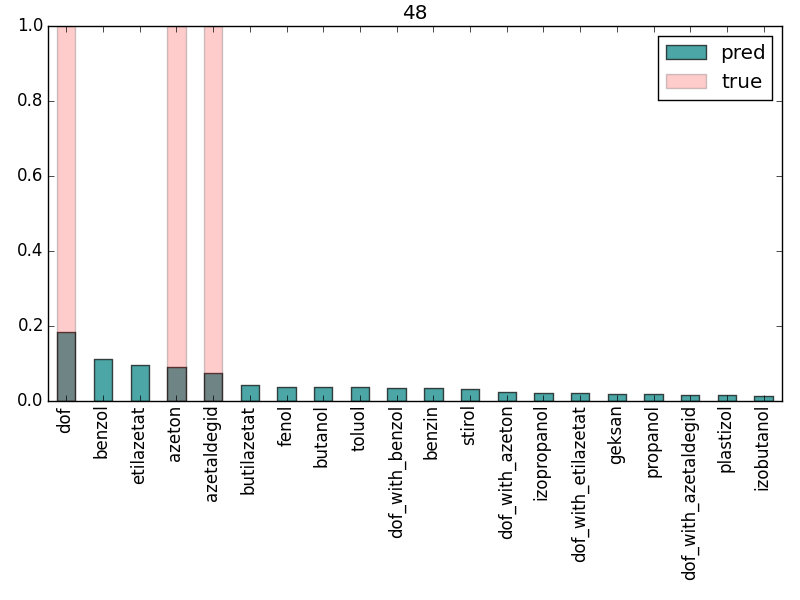 48
1.0
0.8
0.6
0.4
0.2
0.0
pred
true
dof
benzol
etilazetat
azeton
azetaldegid
butilazetat
fenol
butanol
toluol
dof_with_benzol
benzin
stirol
dof_with_azeton
izopropanol
dof_with_etilazetat
geksan
propanol
dof_with_azetaldegid
plastizol
izobutanol